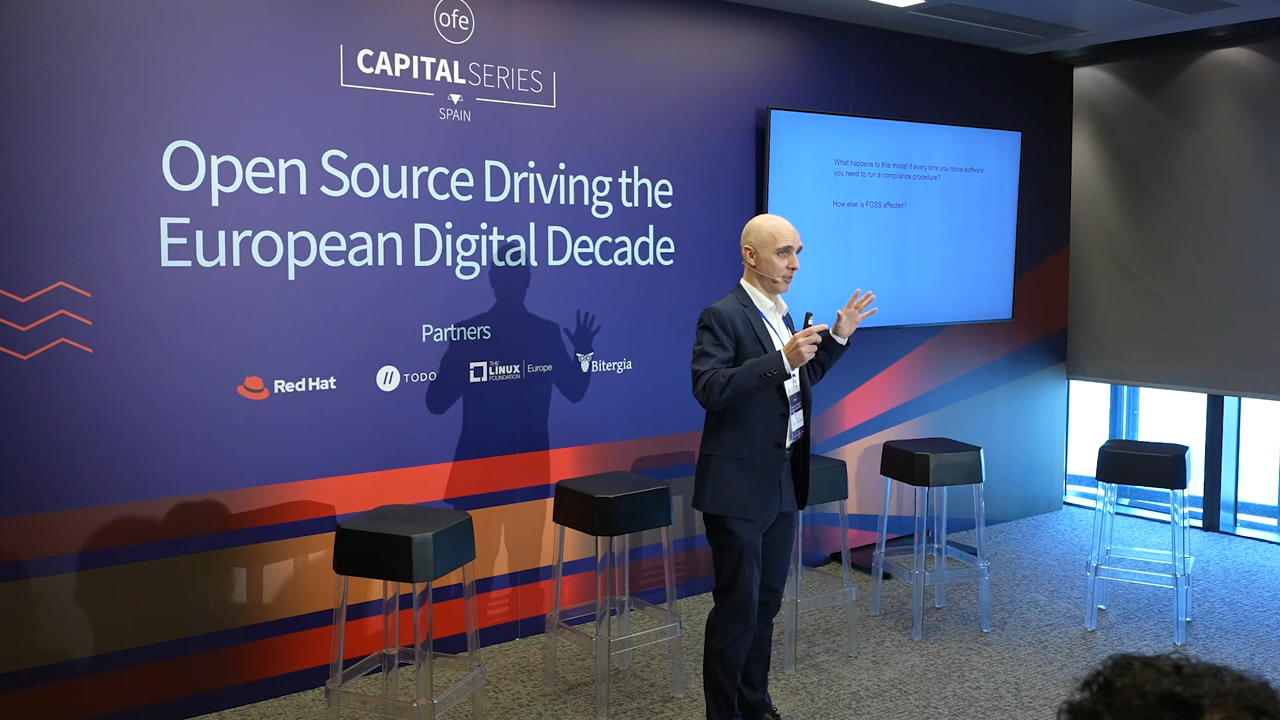 ofe
CAPITALSERIES
SPAIN
Open Source Driving the
European Digital Decade
Partners
Red Hat
TODO
THE
LINUX
FOUNDATION
Europe
Bitergia
What happens to this model if every time you move software
you need to run a compliance procedure?
How else is FOSS affected?